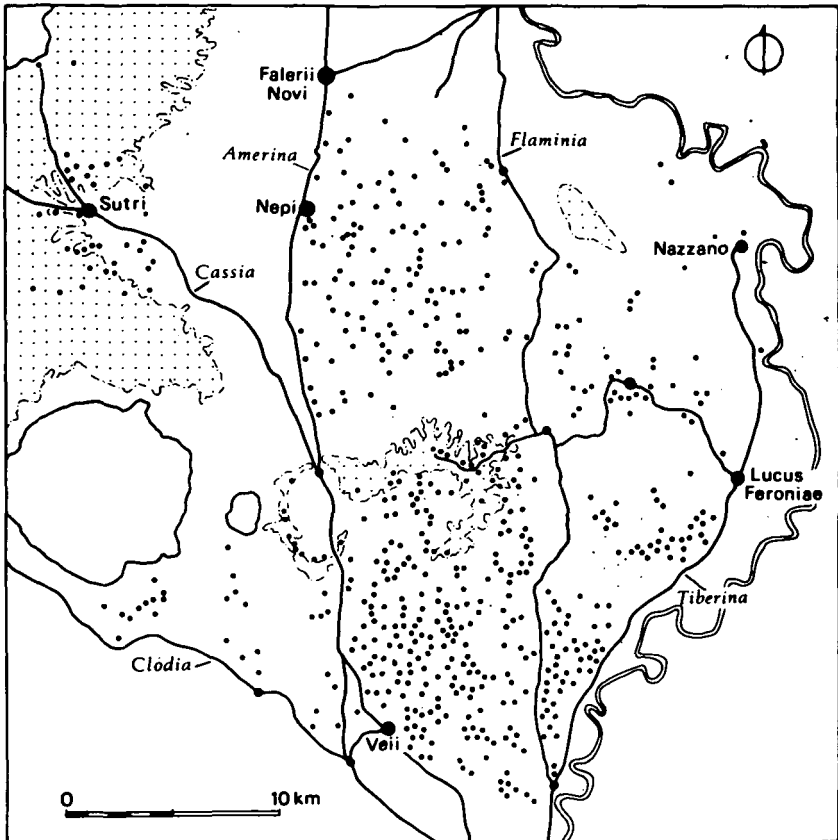 Falerii
Novi
Amerina
Flaminia
Nepi
Sutri
Nazzano
Cassia
Lucus
Feroniae
Tiberina
Clodia
Veii
0 10 km